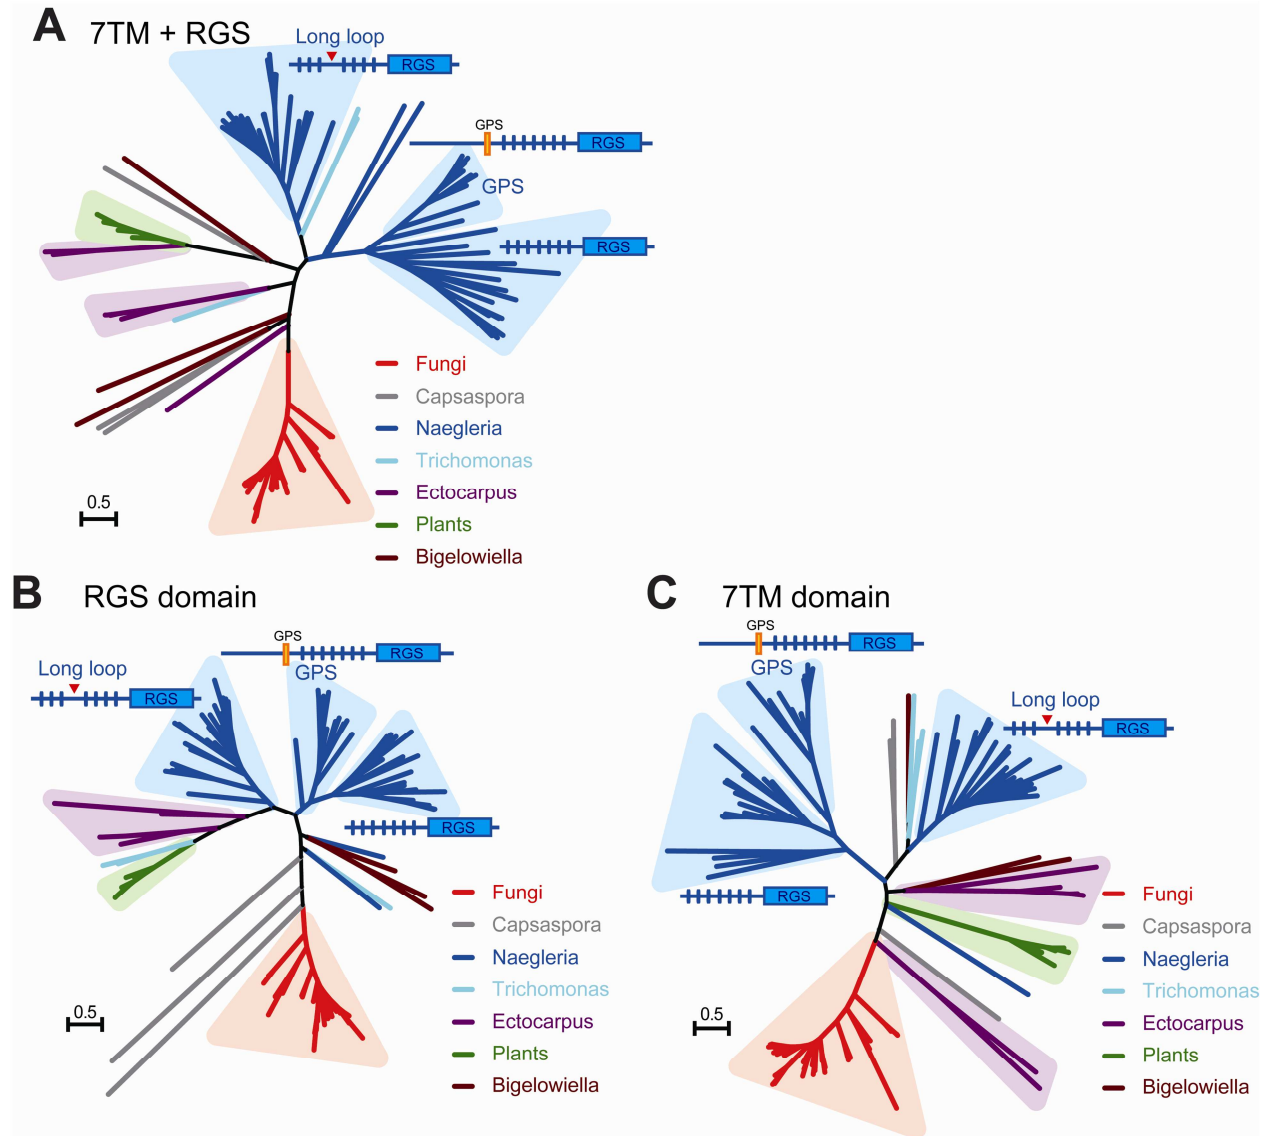 A 7TM + RGS
Long loop
RGS
GPS
RGS
GPS
RGS
Fungi
Capsaspora
Naegleria
Trichomonas
Ectocarpus
Plants
Bigelowiella
0.5
B RGS domain
GPS
RGS
GPS
Long loop
RGS
RGS
Fungi
Capsaspora
Naegleria
Trichomonas
Ectocarpus
Plants
Bigelowiella
0.5
C 7TM domain
GPS
RGS
GPS
Long loop
RGS
RGS
Fungi
Capsaspora
Naegleria
Trichomonas
Ectocarpus
Plants
Bigelowiella
0.5